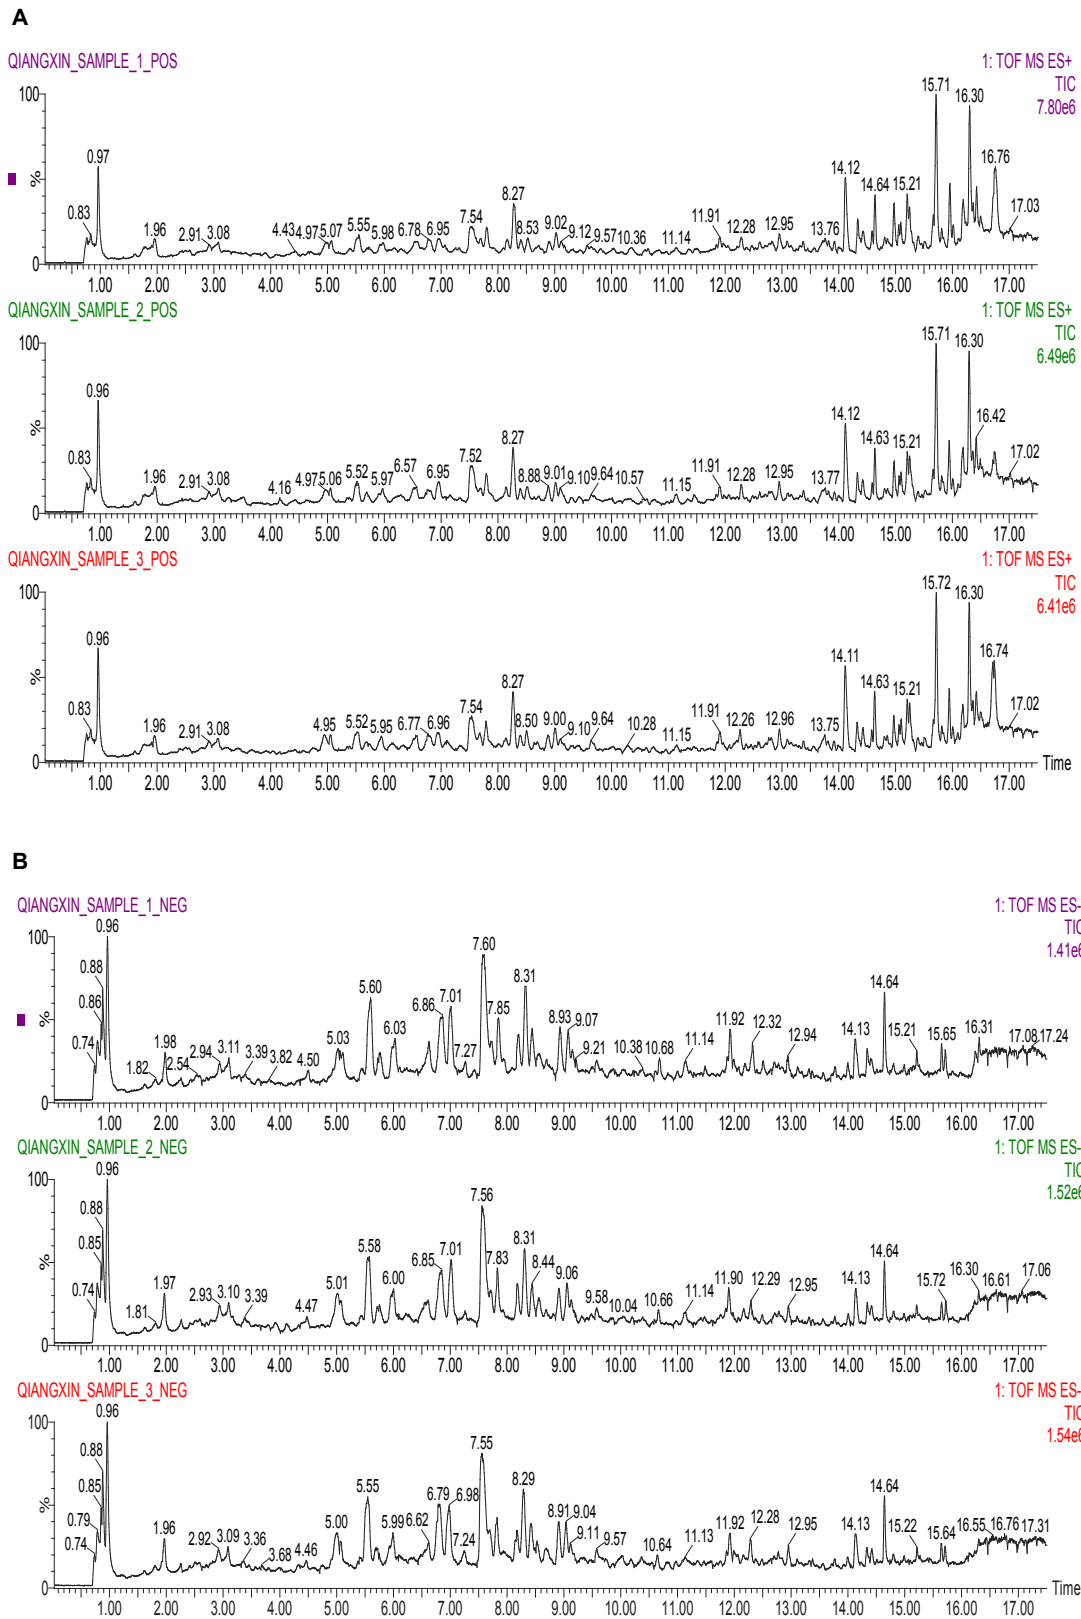 A
QIANGXIN_SAMPLE_1_POS
1: TOF MS ES+
TIC
7.80e6
100
%
0
0.83 0.97 1.96 2.91 3.08 4.43 4.97 5.07 5.55 5.98 6.78 6.95 7.54 8.27 8.53 9.02 9.12 9.57 10.36 11.14 11.91 12.28 12.95 13.76 14.12 14.64 15.21 15.71 16.30 16.76 17.03
1.00 2.00 3.00 4.00 5.00 6.00 7.00 8.00 9.00 10.00 11.00 12.00 13.00 14.00 15.00 16.00 17.00
QIANGXIN_SAMPLE_2_POS
1: TOF MS ES+
TIC
6.49e6
100
%
0
0.83 0.96 1.96 2.91 3.08 4.16 4.97 5.06 5.52 5.97 6.57 6.95 7.52 8.27 8.88 9.01 9.10 9.64 10.57 11.15 11.91 12.28 12.95 13.77 14.12 14.63 15.21 15.71 16.30 16.42 17.02
1.00 2.00 3.00 4.00 5.00 6.00 7.00 8.00 9.00 10.00 11.00 12.00 13.00 14.00 15.00 16.00 17.00
QIANGXIN_SAMPLE_3_POS
1: TOF MS ES+
TIC
6.41e6
100
%
0
0.83 0.96 1.96 2.91 3.08 4.95 5.52 5.95 6.77 6.96 7.54 8.27 8.50 9.00 9.10 9.64 10.28 11.15 11.91 12.26 12.96 13.75 14.11 14.63 15.21 15.72 16.30 16.74 17.02
Time
1.00 2.00 3.00 4.00 5.00 6.00 7.00 8.00 9.00 10.00 11.00 12.00 13.00 14.00 15.00 16.00 17.00
B
QIANGXIN_SAMPLE_1_NEG
1: TOF MS ES-
TIC
1.41e6
100
%
0
0.74 0.86 0.88 0.96 1.82 1.98 2.54 2.94 3.11 3.39 3.82 4.50 5.03 5.60 6.03 6.86 7.01 7.27 7.60 7.85 8.31 8.93 9.07 9.21 10.38 10.68 11.14 11.92 12.32 12.94 14.13 14.64 15.21 15.65 16.31 17.08 17.24
1.00 2.00 3.00 4.00 5.00 6.00 7.00 8.00 9.00 10.00 11.00 12.00 13.00 14.00 15.00 16.00 17.00
QIANGXIN_SAMPLE_2_NEG
1: TOF MS ES-
TIC
1.52e6
100
%
0
0.74 0.85 0.88 0.96 1.81 1.97 2.93 3.10 3.39 4.47 5.01 5.58 6.00 6.85 7.01 7.56 7.83 8.31 8.44 9.06 9.58 10.04 10.66 11.14 11.90 12.29 12.95 14.13 14.64 15.72 16.30 16.61 17.06
1.00 2.00 3.00 4.00 5.00 6.00 7.00 8.00 9.00 10.00 11.00 12.00 13.00 14.00 15.00 16.00 17.00
QIANGXIN_SAMPLE_3_NEG
1: TOF MS ES-
TIC
1.54e6
100
%
0
0.74 0.79 0.85 0.88 0.96 1.96 2.92 3.09 3.36 3.68 4.46 5.00 5.55 5.99 6.62 6.79 6.98 7.24 7.55 8.29 8.91 9.04 9.11 9.57 10.64 11.13 11.92 12.28 12.95 14.13 14.64 15.22 15.64 16.55 16.76 17.31
Time
1.00 2.00 3.00 4.00 5.00 6.00 7.00 8.00 9.00 10.00 11.00 12.00 13.00 14.00 15.00 16.00 17.00